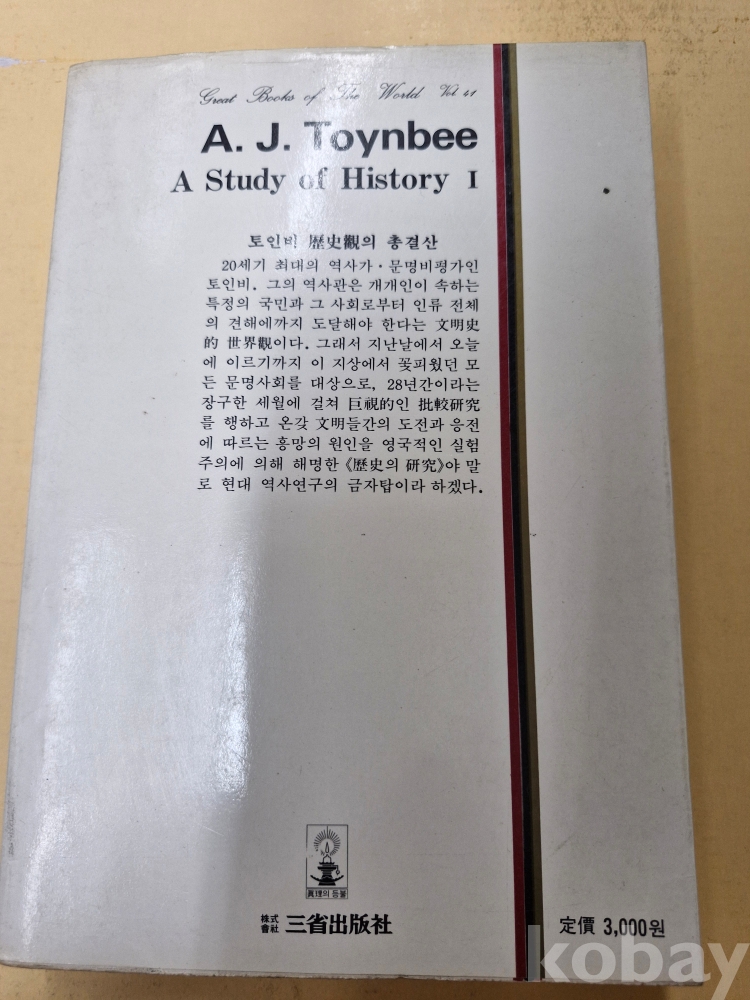 Great Books of The World Vol. 41
A. J. Toynbee
A Study of History I
토인비 歷史觀의 총결산
20세기 최대의 역사가·문명비평가인
토인비. 그의 역사관은 개개인이 속하는
특정의 국민과 그 사회로부터 인류 전체
의 견해에까지 도달해야 한다는 文明史
的 世界觀이다. 그래서 지난날에서 오늘
에 이르기까지 이 지상에서 꽃피웠던 모
든 문명사회를 대상으로, 28년간이라는
장구한 세월에 걸쳐 巨視的인 批較研究
를 행하고 온갖 文明들간의 도전과 응전
에 따르는 흥망의 원인을 영국적인 실험
주의에 의해 해명한 《歷史의 研究》야 말
로 현대 역사연구의 금자탑이라 하겠다.
眞理의 등불
株式會社 三省出版社
定價 3,000원
kobay